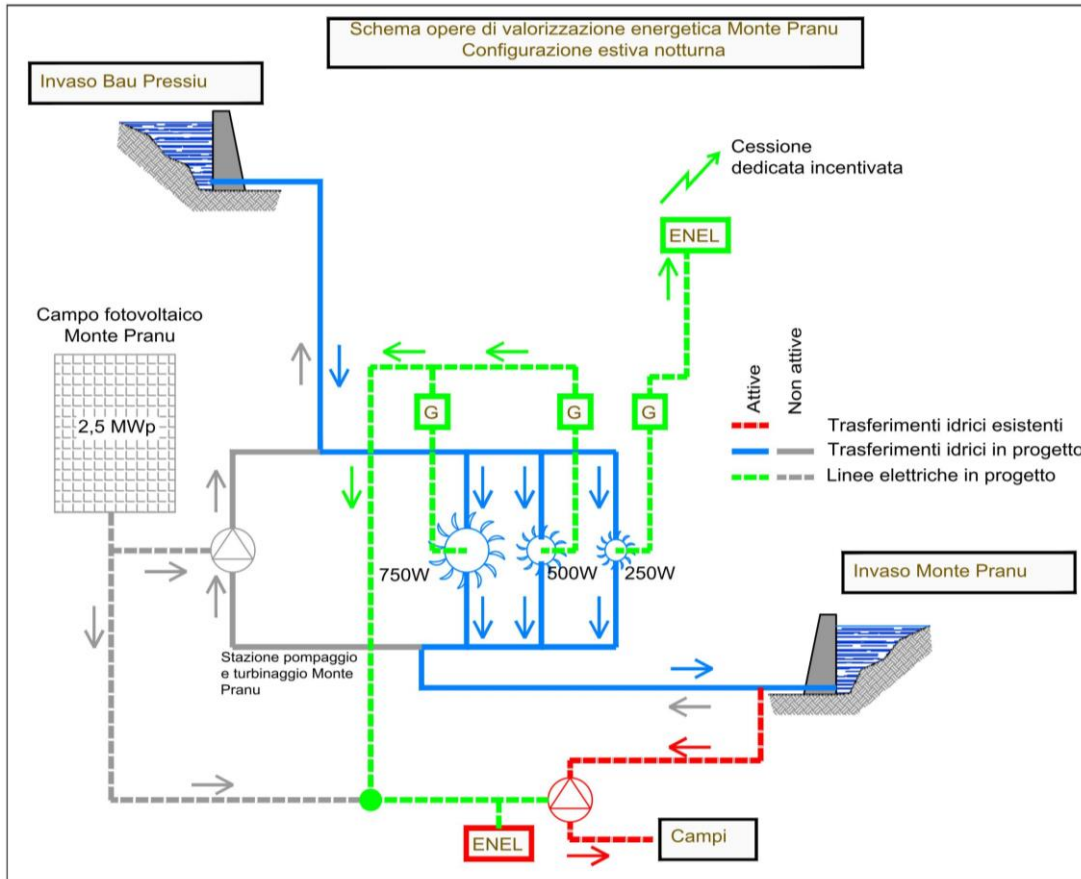 Schema opere di valorizzazione energetica Monte Pranu
Configurazione estiva notturna
Invaso Bau Pressiu
Cessione
dedicata incentivata
ENEL
Campo fotovoltaico
Monte Pranu
2,5 MWp
G
G
G
Attive
Non attive
Trasferimenti idrici esistenti
Trasferimenti idrici in progetto
Linee elettriche in progetto
750W
500W
250W
Invaso Monte Pranu
Stazione pompaggio
e turbinaggio Monte
Pranu
ENEL
Campi